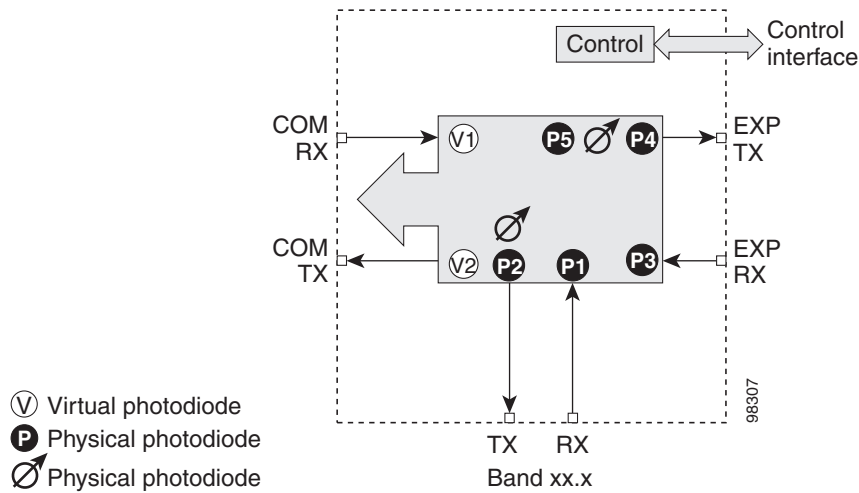 Control
Control
interface
COM
RX
V1
P5
P4
EXP
TX
COM
TX
V2
P2
P1
P3
EXP
RX
98307
V Virtual photodiode
P Physical photodiode
Physical photodiode
TX RX
Band xx.x